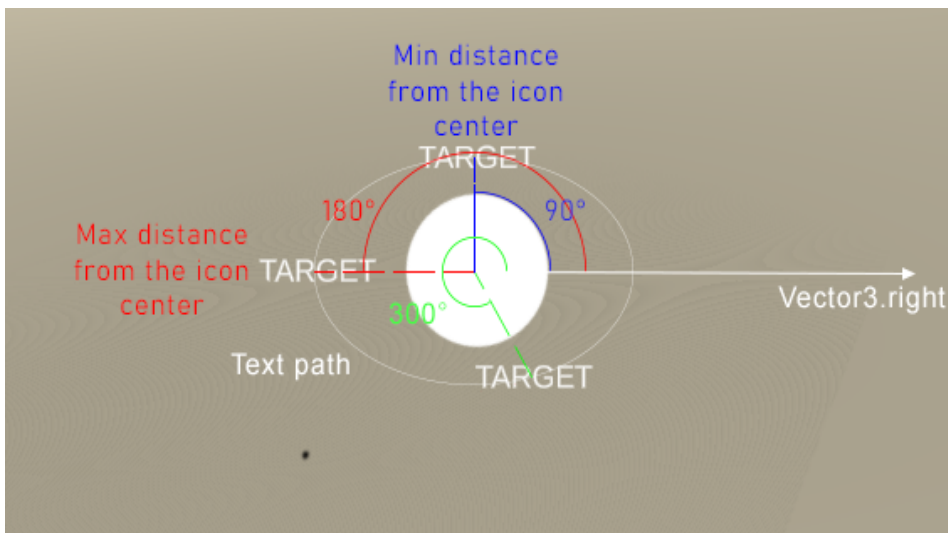 Min distance
from the icon
center
TARGET
180°
90°
Max distance
from the icon
center
TARGET
Vector3.right
300°
Text path
TARGET